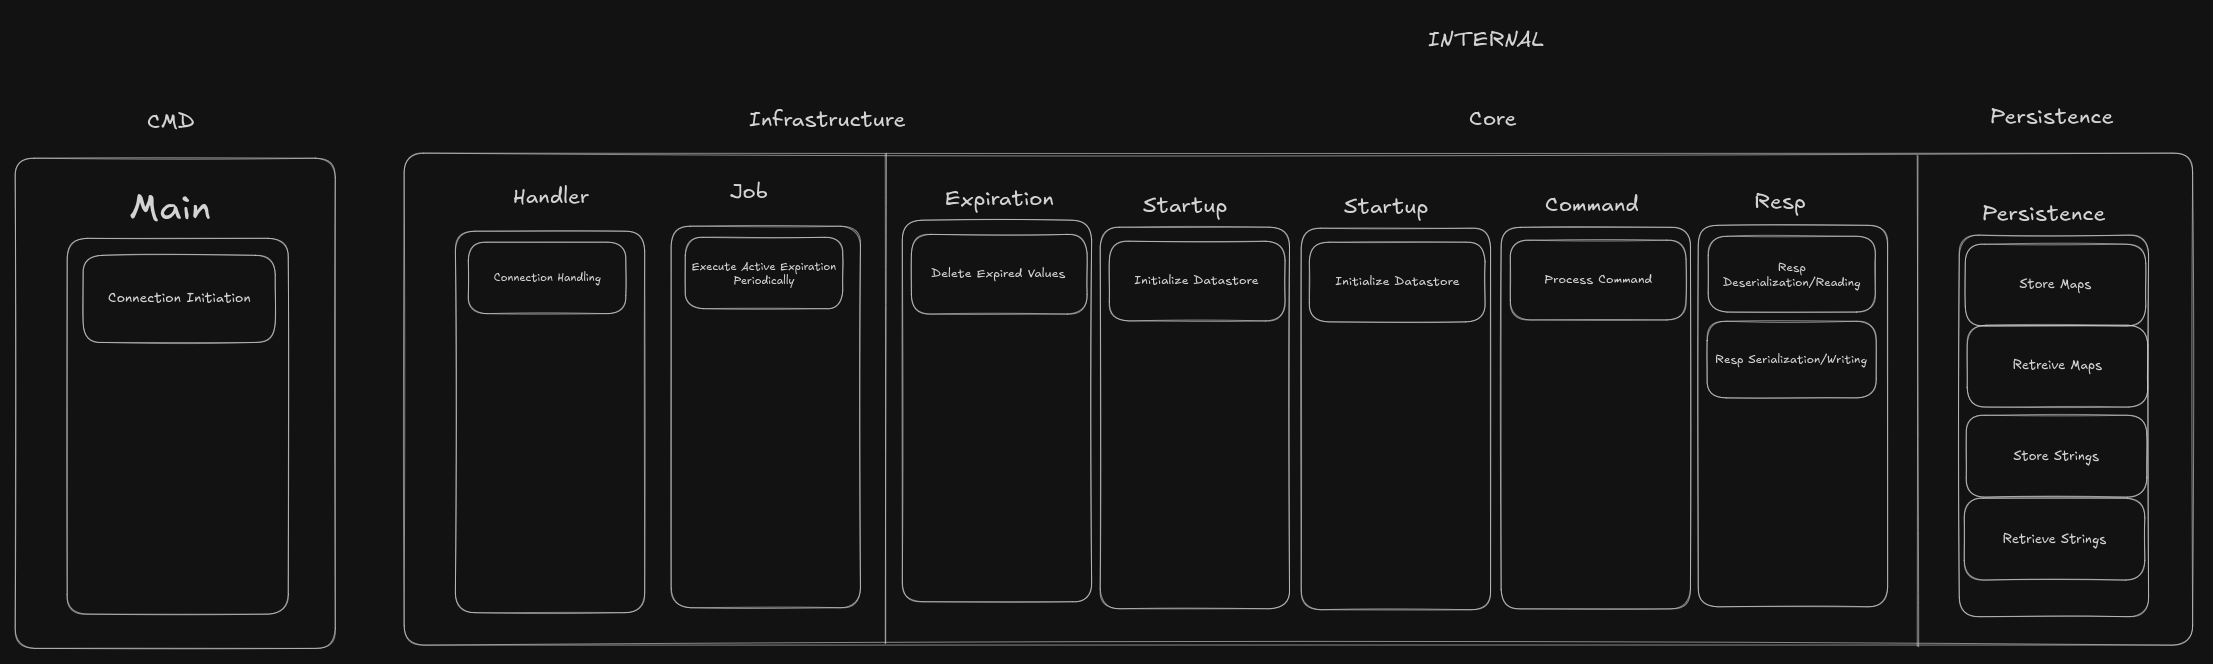 INTERNAL
CMD
Infrastructure
Core
Persistence
Main
Connection Initiation
Handler
Connection Handling
Job
Execute Active Expiration
Periodically
Expiration
Delete Expired Values
Startup
Initialize Datastore
Startup
Initialize Datastore
Command
Process Command
Resp
Resp
Deserialization/Reading
Resp Serialization/Writing
Persistence
Store Maps
Retreive Maps
Store Strings
Retrieve Strings